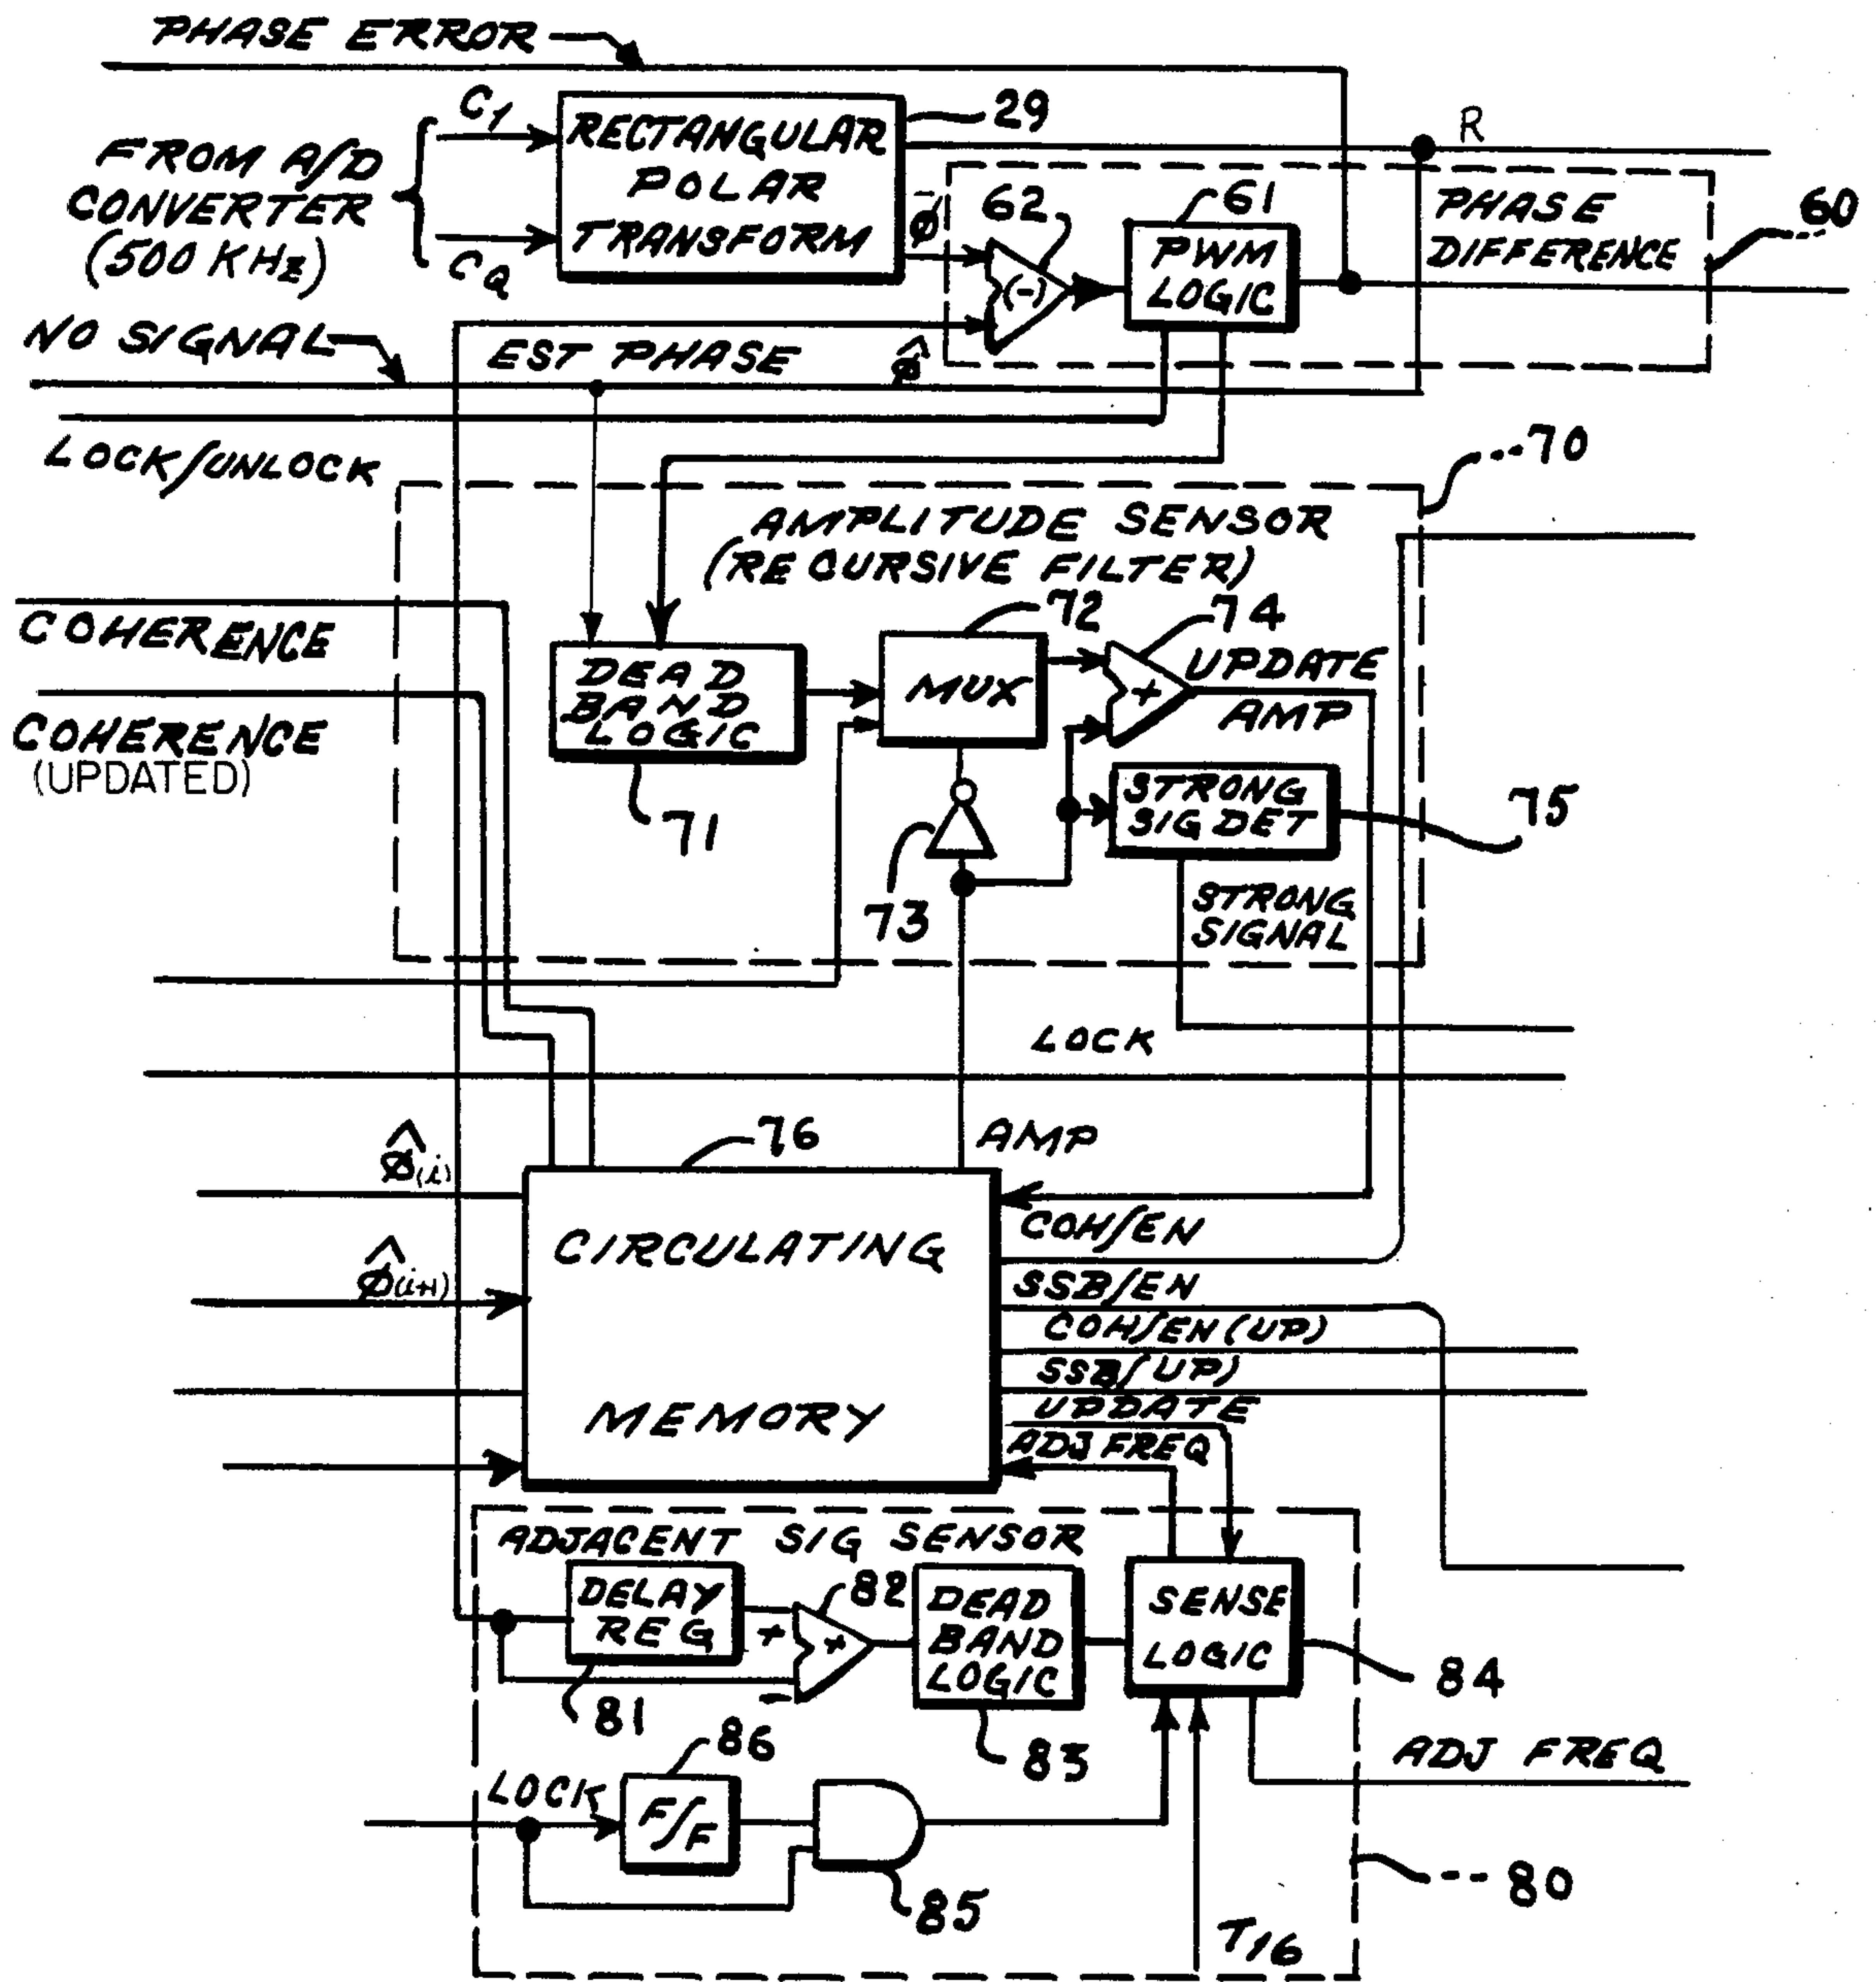 PHASE ERROR
C1
FROM A/D
CONVERTER
(500 KHz)
CQ
RECTANGULAR
POLAR
TRANSFORM
29
R
ϕ̄
62
(-)
61
PWM
LOGIC
PHASE
DIFFERENCE
60
NO SIGNAL
EST PHASE
ϕ̂
LOCK/UNLOCK
70
AMPLITUDE SENSOR
(RECURSIVE FILTER)
COHERENCE
COHERENCE
(UPDATED)
DEAD
BAND
LOGIC
71
72
MUX
74
+
UPDATE
AMP
73
STRONG
SIG DET
75
STRONG
SIGNAL
LOCK
76
AMP
ϕ̂(i)
ϕ̂(i+1)
CIRCULATING
MEMORY
COH/EN
SSB/EN
COH/EN (UP)
SSB/(UP)
UPDATE
ADJ FREQ
ADJACENT SIG SENSOR
DELAY
REG
81
82
+
+
-
DEAD
BAND
LOGIC
83
SENSE
LOGIC
84
ADJ FREQ
LOCK
86
F/F
85
80
T16